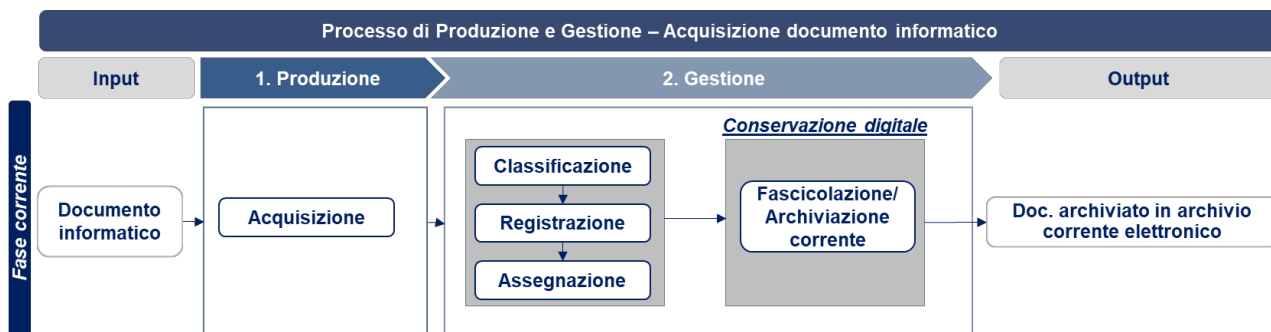 Processo di Produzione e Gestione – Acquisizione documento informatico
Input
1. Produzione
2. Gestione
Output
Fase corrente
Documento
informatico
Acquisizione
Classificazione
Registrazione
Assegnazione
Conservazione digitale
Fascicolazione/
Archiviazione
corrente
Doc. archiviato in archivio
corrente elettronico